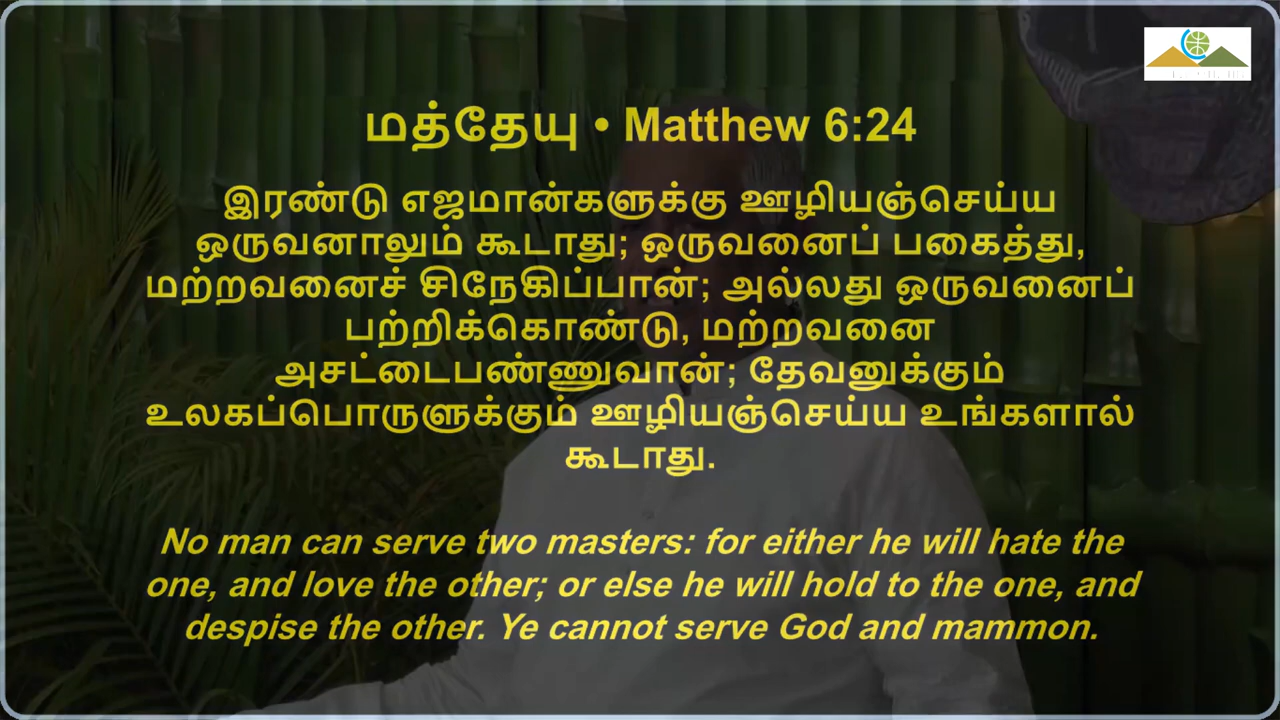 மத்தேயு • Matthew 6:24
இரண்டு எஜமான்களுக்கு ஊழியஞ்செய்ய
ஒருவனாலும் கூடாது; ஒருவனைப் பகைத்து,
மற்றவனைச் சிநேகிப்பான்; அல்லது ஒருவனைப்
பற்றிக்கொண்டு, மற்றவனை
அசட்டைபண்ணுவான்; தேவனுக்கும்
உலகப்பொருளுக்கும் ஊழியஞ்செய்ய உங்களால்
கூடாது.
No man can serve two masters: for either he will hate the
one, and love the other; or else he will hold to the one, and
despise the other. Ye cannot serve God and mammon.